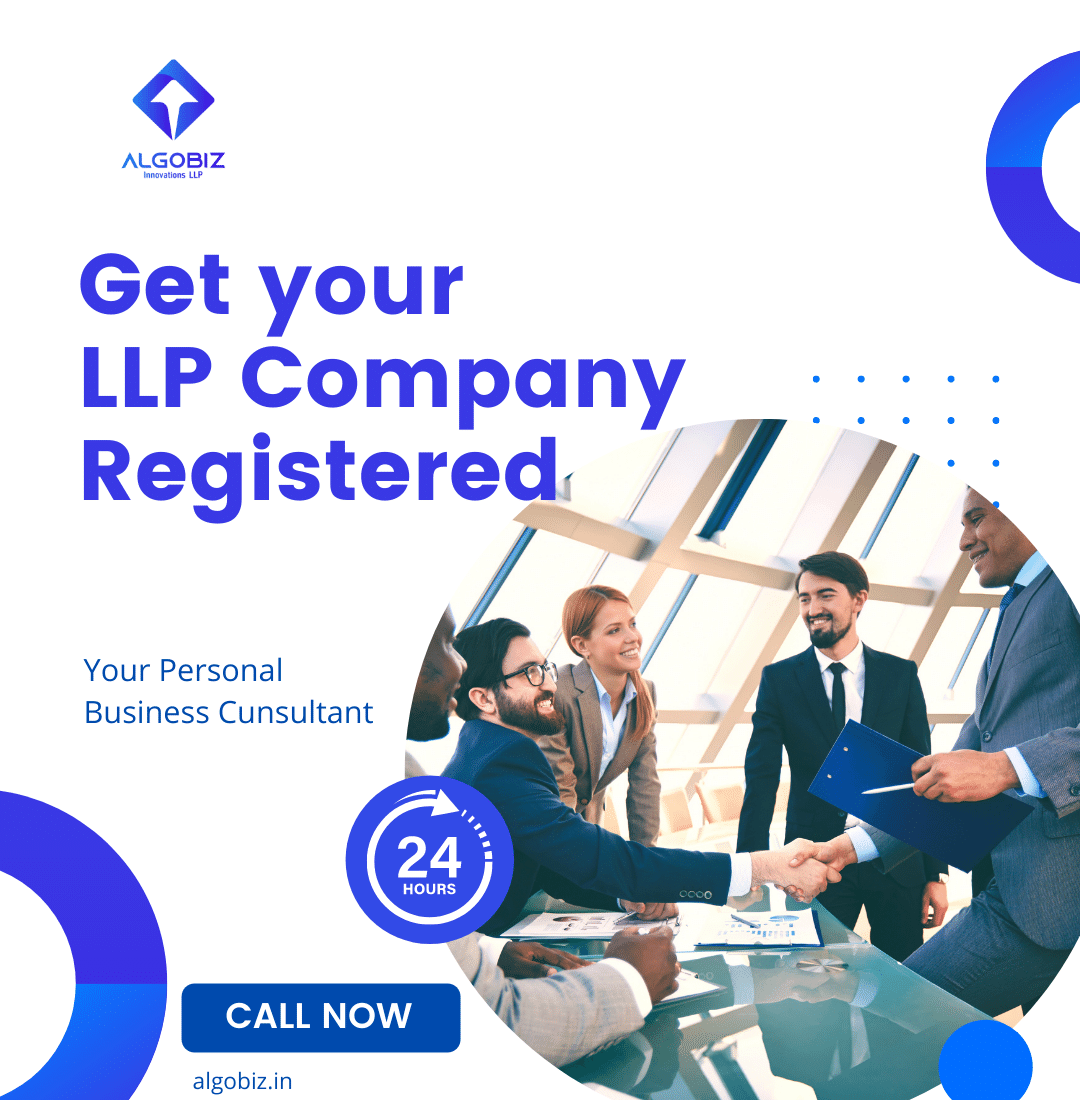 ALGOBIZ
Innovations LLP
Get your
LLP Company
Registered
Your Personal
Business Cunsultant
24
HOURS
CALL NOW
algobiz.in